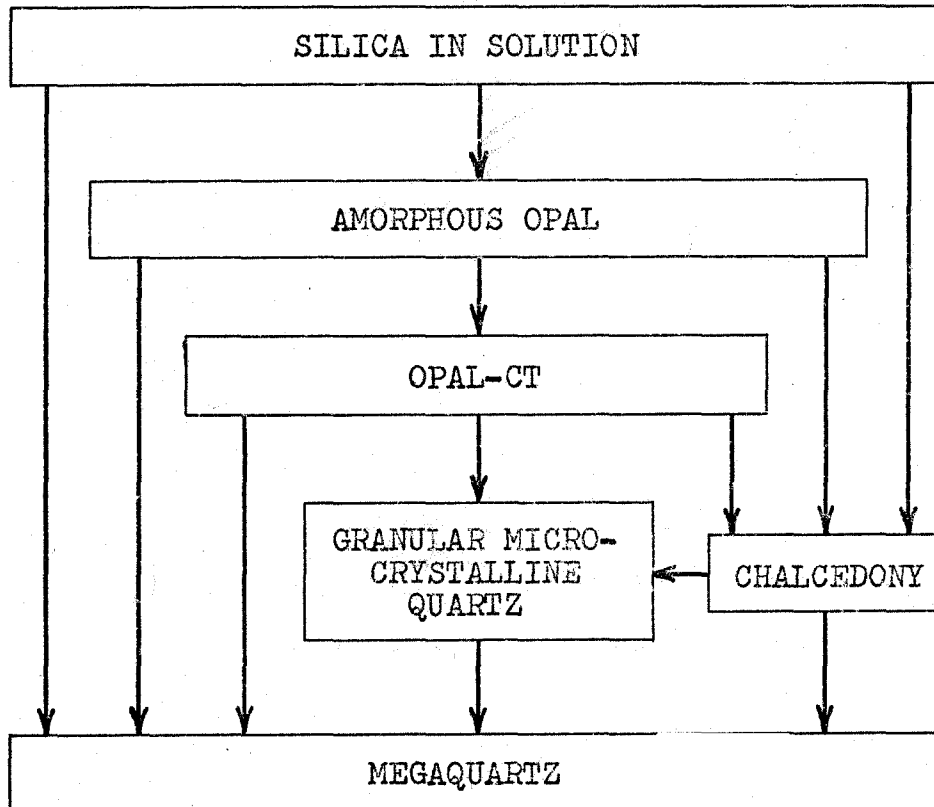 SILICA IN SOLUTION
AMORPHOUS OPAL
OPAL-CT
GRANULAR MICRO-
CRYSTALLINE
QUARTZ
CHALCEDONY
MEGAQUARTZ